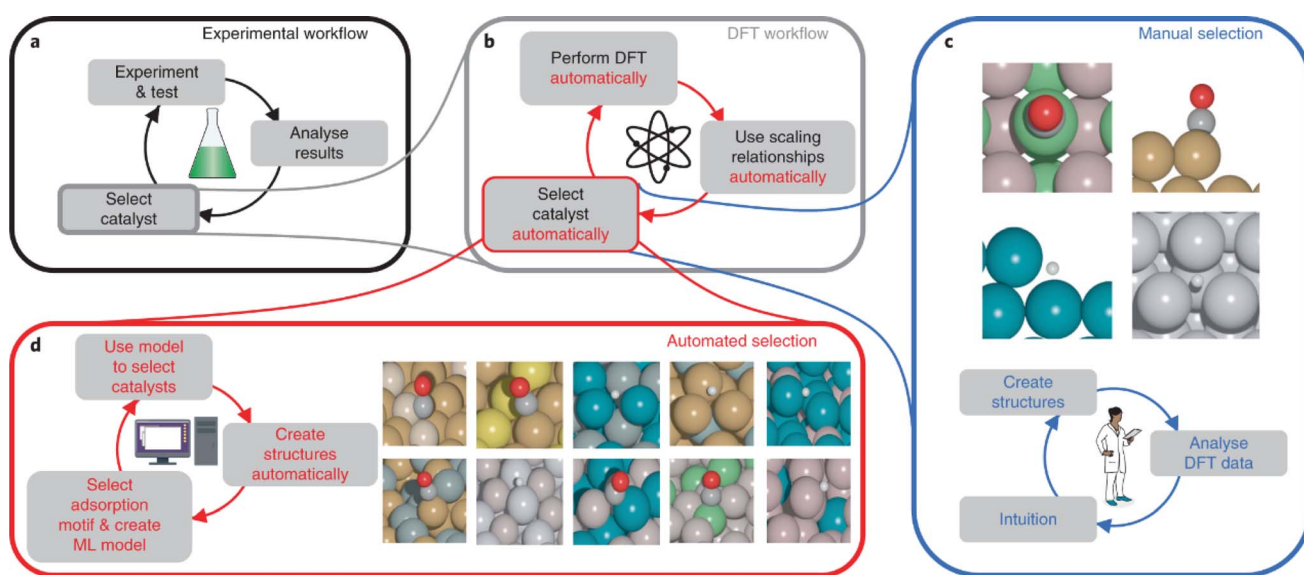 a
Experimental workflow
Experiment
& test
Analyse
results
Select
catalyst
b
DFT workflow
Perform DFT
automatically
Use scaling
relationships
automatically
Select
catalyst
automatically
c
Manual selection
Create
structures
Analyse
DFT data
Intuition
d
Automated selection
Use model
to select
catalysts
Create
structures
automatically
Select
adsorption
motif & create
ML model